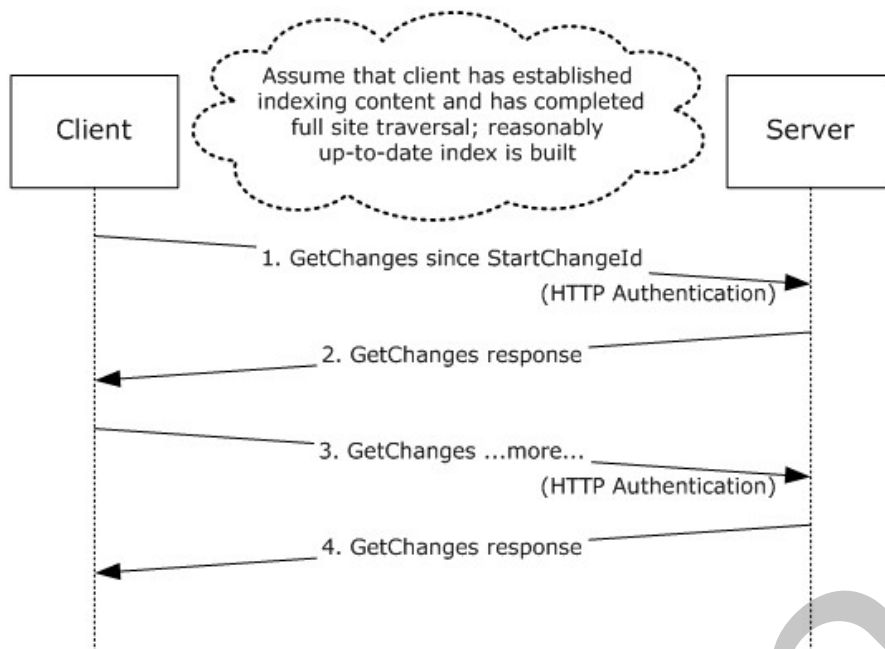 Assume that client has established
indexing content and has completed
full site traversal; reasonably
up-to-date index is built
Client
Server
1. GetChanges since StartChangeId
(HTTP Authentication)
2. GetChanges response
3. GetChanges ...more...
(HTTP Authentication)
4. GetChanges response